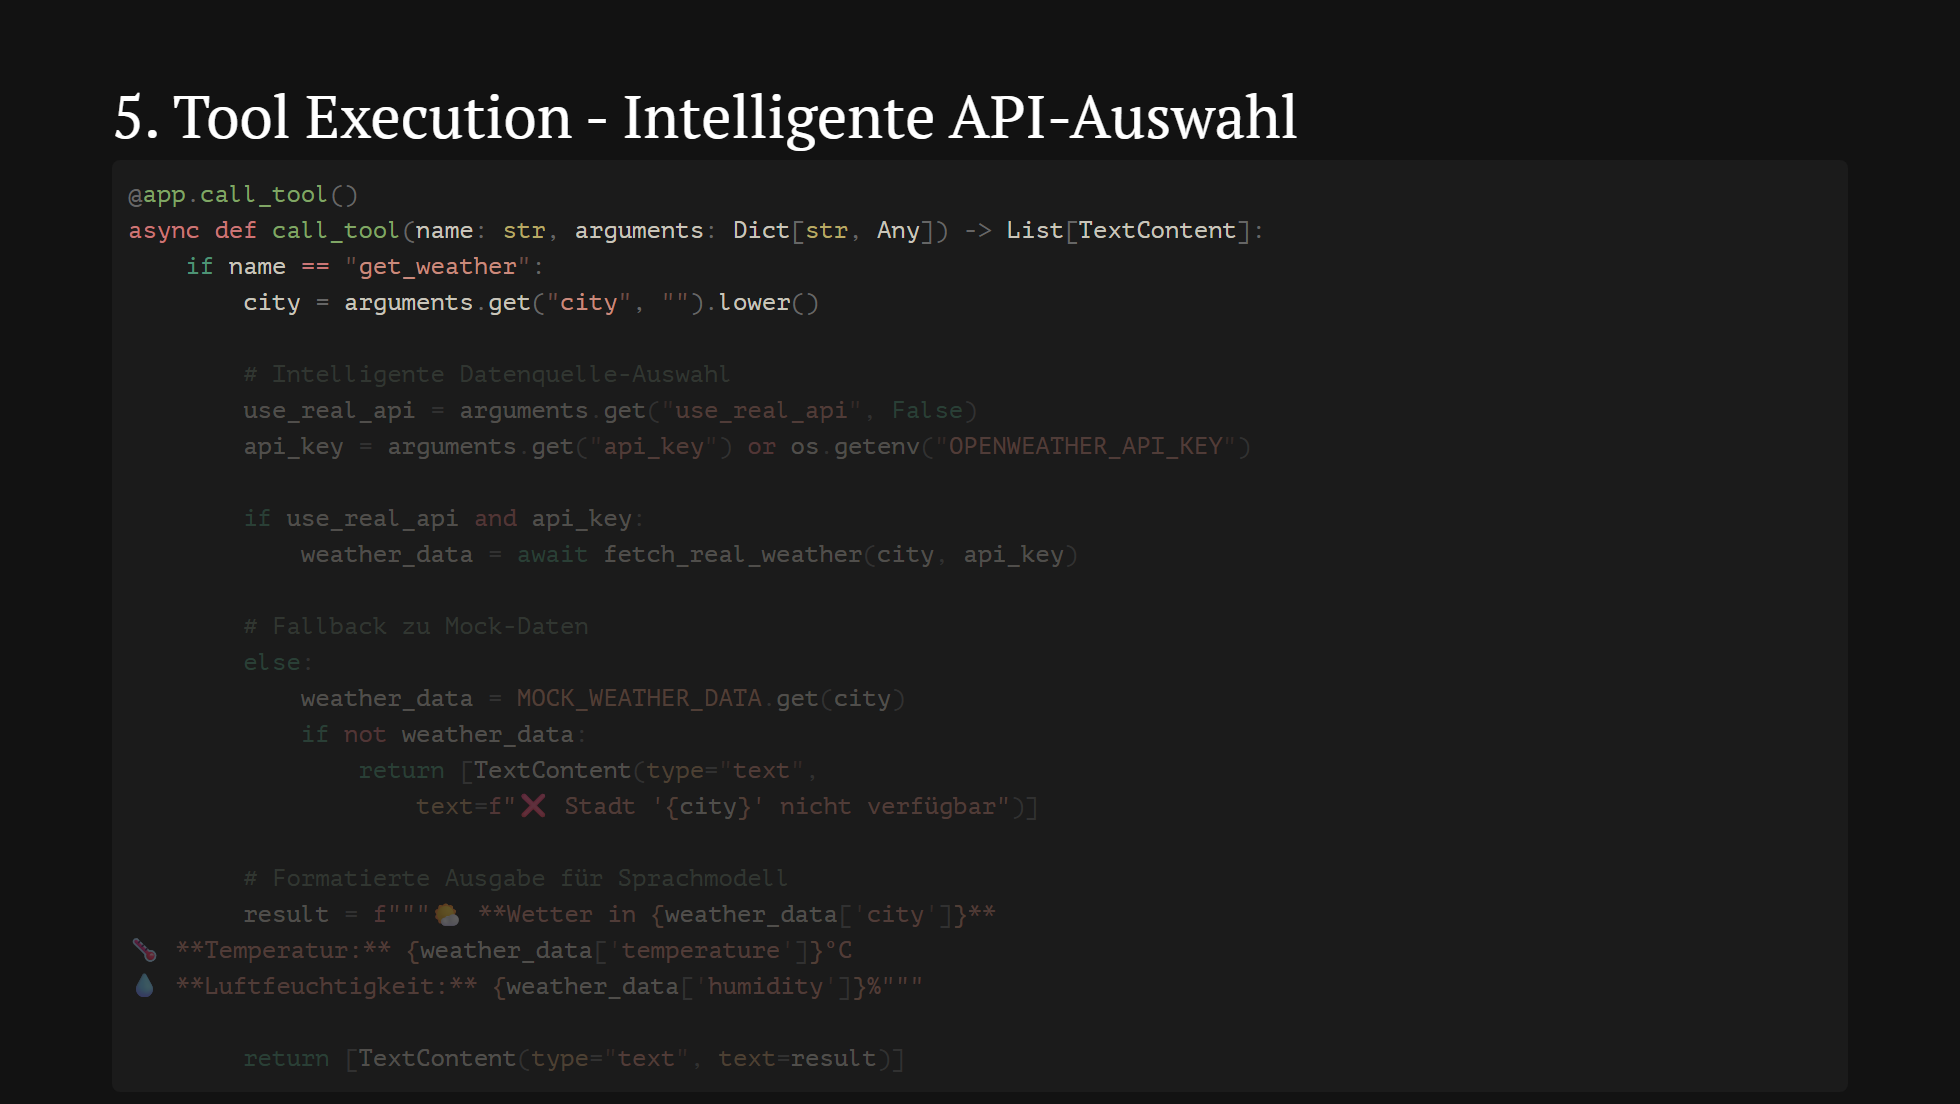 5. Tool Execution - Intelligente API-Auswahl
@app.call_tool()
async def call_tool(name: str, arguments: Dict[str, Any]) -> List[TextContent]:
    if name == "get_weather":
        city = arguments.get("city", "").lower()

        # Intelligente Datenquelle-Auswahl
        use_real_api = arguments.get("use_real_api", False)
        api_key = arguments.get("api_key") or os.getenv("OPENWEATHER_API_KEY")

        if use_real_api and api_key:
            weather_data = await fetch_real_weather(city, api_key)

        # Fallback zu Mock-Daten
        else:
            weather_data = MOCK_WEATHER_DATA.get(city)
            if not weather_data:
                return [TextContent(type="text",
                    text=f"❌ Stadt '{city}' nicht verfügbar")]

        # Formatierte Ausgabe für Sprachmodell
        result = f"""🌤️ **Wetter in {weather_data['city']}**
🌡️ **Temperatur:** {weather_data['temperature']}°C
💧 **Luftfeuchtigkeit:** {weather_data['humidity']}%"""

        return [TextContent(type="text", text=result)]